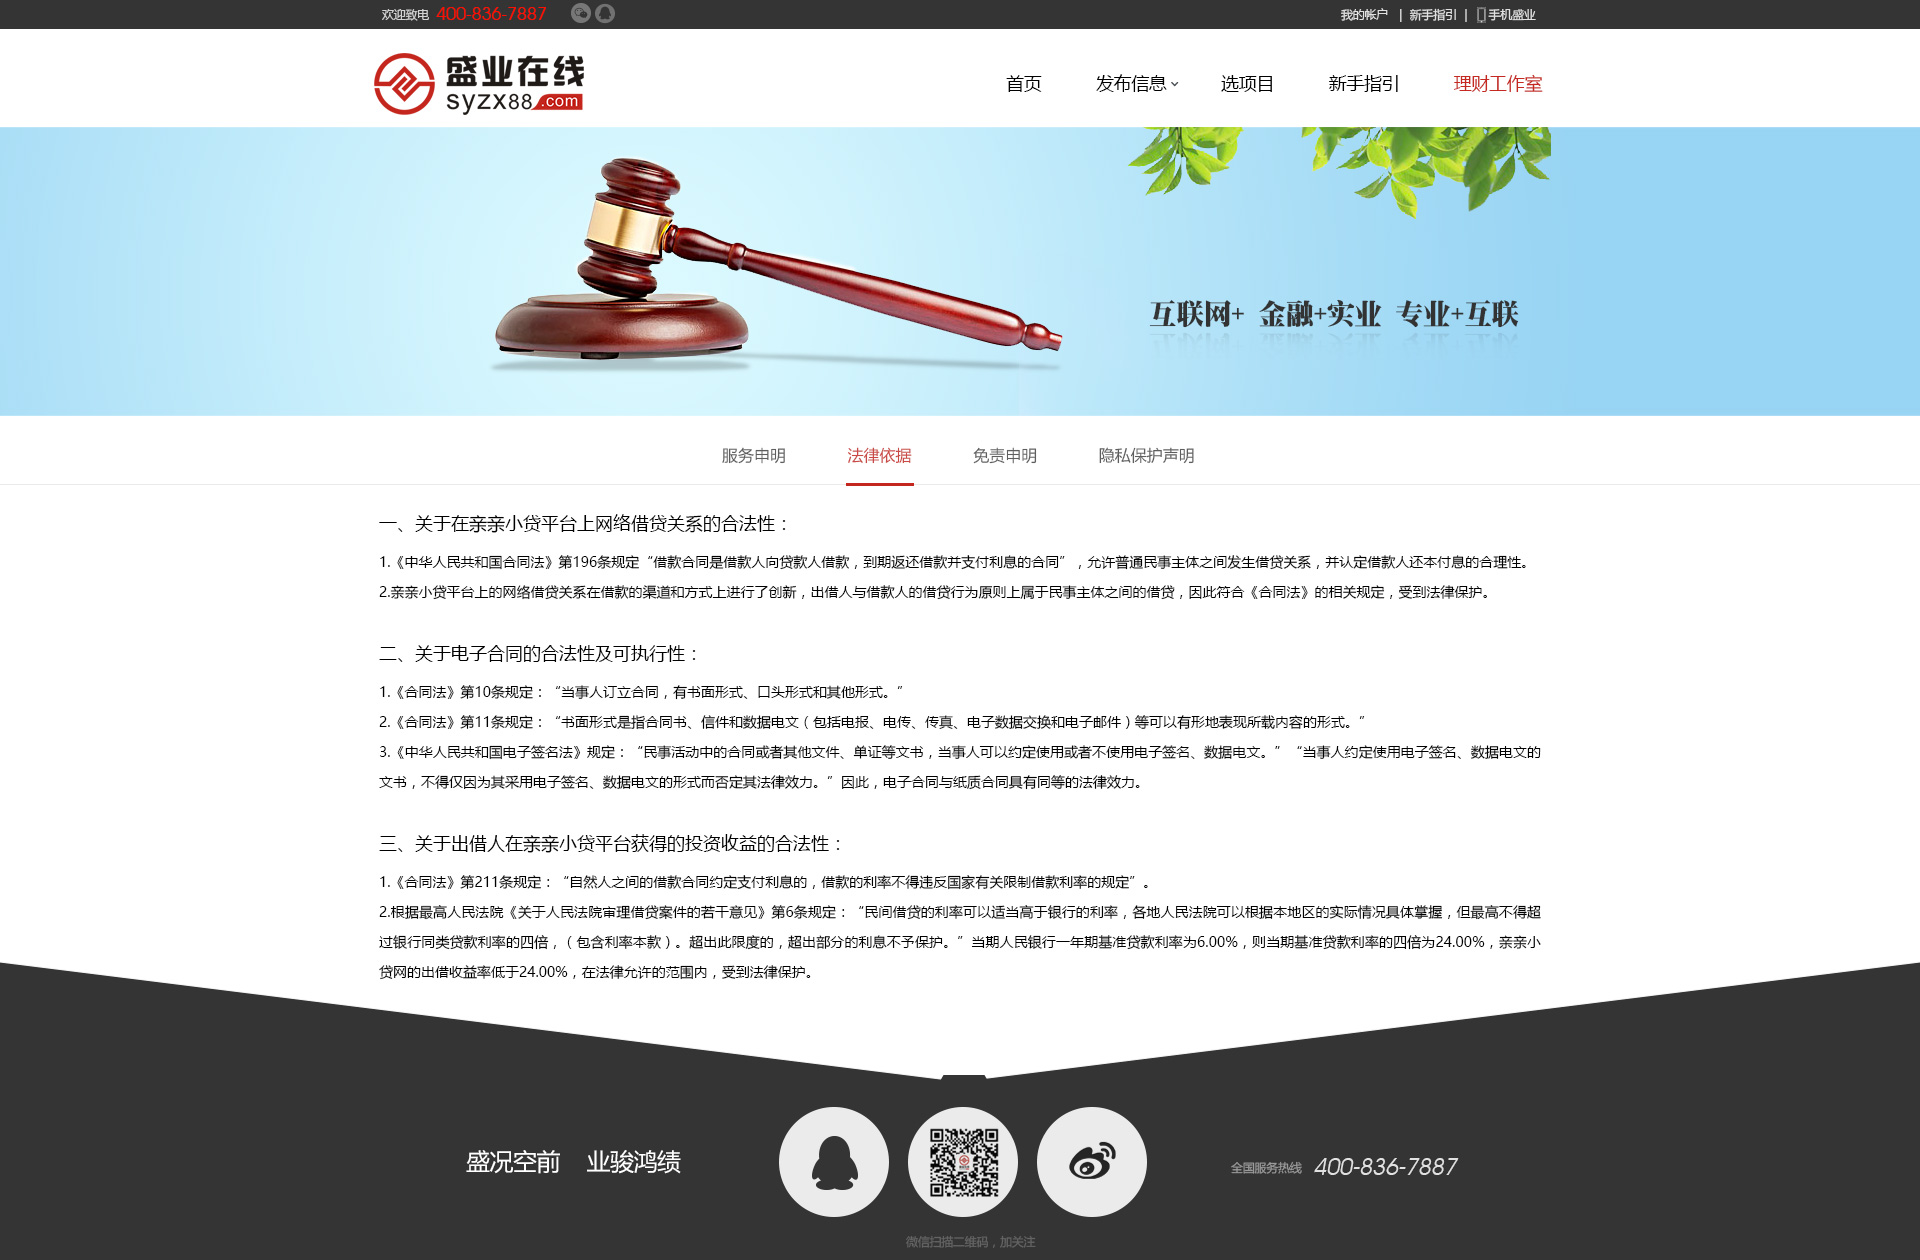 欢迎致电 400-836-7887
我的帐户 | 新手指引 | 手机盛业
盛业在线
syzx88.com
首页 发布信息 选项目 新手指引 理财工作室
互联网+ 金融+实业 专业+互联
服务申明 法律依据 免责申明 隐私保护声明
一、关于在亲亲小贷平台上网络借贷关系的合法性：
1.《中华人民共和国合同法》第196条规定“借款合同是借款人向贷款人借款，到期返还借款并支付利息的合同”，允许普通民事主体之间发生借贷关系，并认定借款人还本付息的合理性。
2.亲亲小贷平台上的网络借贷关系在借款的渠道和方式上进行了创新，出借人与借款人的借贷行为原则上属于民事主体之间的借贷，因此符合《合同法》的相关规定，受到法律保护。
二、关于电子合同的合法性及可执行性：
1.《合同法》第10条规定：“当事人订立合同，有书面形式、口头形式和其他形式。”
2.《合同法》第11条规定：“书面形式是指合同书、信件和数据电文（包括电报、电传、传真、电子数据交换和电子邮件）等可以有形地表现所载内容的形式。”
3.《中华人民共和国电子签名法》规定：“民事活动中的合同或者其他文件、单证等文书，当事人可以约定使用或者不使用电子签名、数据电文。”“当事人约定使用电子签名、数据电文的
文书，不得仅因为其采用电子签名、数据电文的形式而否定其法律效力。”因此，电子合同与纸质合同具有同等的法律效力。
三、关于出借人在亲亲小贷平台获得的投资收益的合法性：
1.《合同法》第211条规定：“自然人之间的借款合同约定支付利息的，借款的利率不得违反国家有关限制借款利率的规定”。
2.根据最高人民法院《关于人民法院审理借贷案件的若干意见》第6条规定：“民间借贷的利率可以适当高于银行的利率，各地人民法院可以根据本地区的实际情况具体掌握，但最高不得超
过银行同类贷款利率的四倍，（包含利率本款）。超出此限度的，超出部分的利息不予保护。”当期人民银行一年期基准贷款利率为6.00%，则当期基准贷款利率的四倍为24.00%，亲亲小
贷网的出借收益率低于24.00%，在法律允许的范围内，受到法律保护。
盛况空前 业骏鸿绩
全国服务热线 400-836-7887
微信扫描二维码，加关注